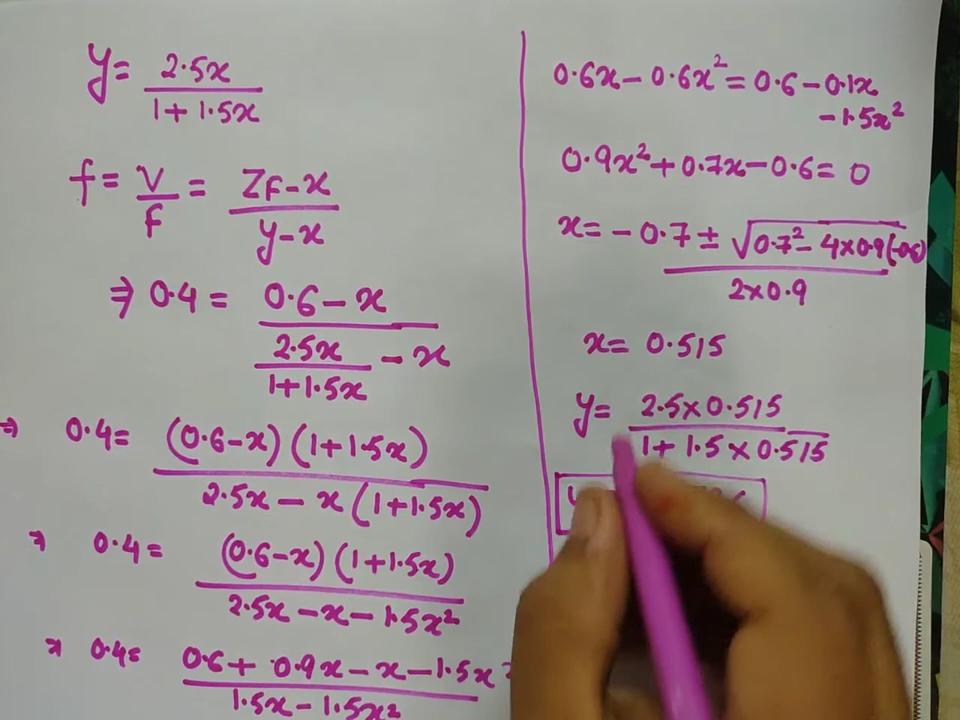 y = 2.5x / 1 + 1.5x
f = V/F = ZF - x / y - x
⇒ 0.4 = 0.6 - x / (2.5x / 1 + 1.5x) - x
⇒ 0.4 = (0.6 - x) (1 + 1.5x) / 2.5x - x (1 + 1.5x)
⇒ 0.4 = (0.6 - x) (1 + 1.5x) / 2.5x - x - 1.5x²
⇒ 0.4 = 0.6 + 0.9x - x - 1.5x² / 1.5x - 1.5x²
0.6x - 0.6x² = 0.6 - 0.1x
- 1.5x²
0.9x² + 0.7x - 0.6 = 0
x = - 0.7 ± √0.7² - 4×0.9(-0.6) / 2×0.9
x = 0.515
y = 2.5 × 0.515 / 1 + 1.5 × 0.515